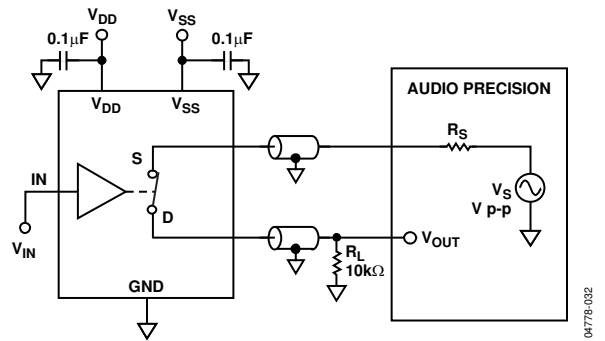 VDD
VSS
0.1µF
0.1µF
VDD
VSS
AUDIO PRECISION
RS
S
IN
VS
V p-p
D
VIN
VOUT
RL
10kΩ
GND
04778-032